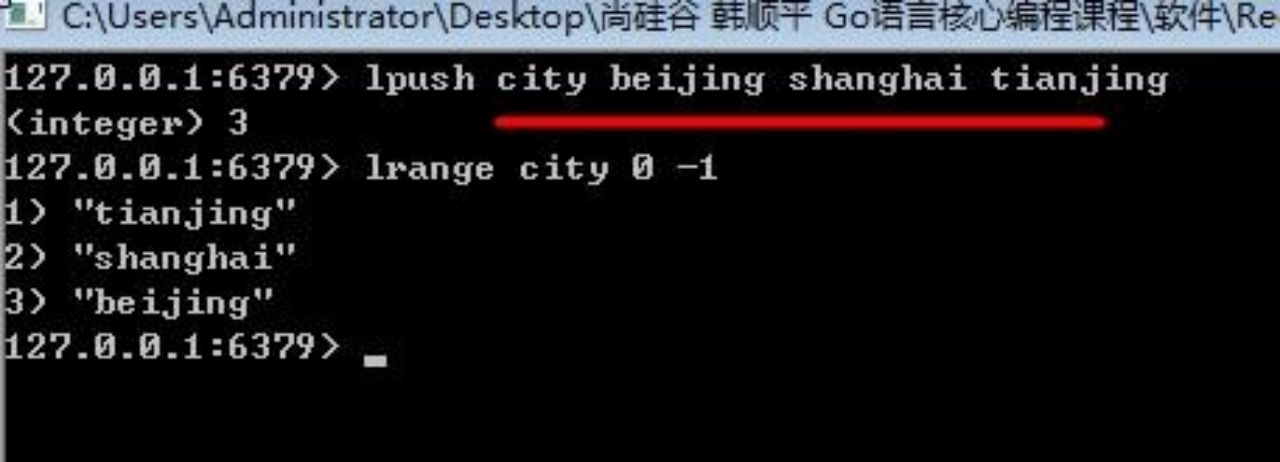 C:\Users\Administrator\Desktop\尚硅谷 韩顺平 Go语言核心编程课程\软件\Re
127.0.0.1:6379> lpush city beijing shanghai tianjing
(integer) 3
127.0.0.1:6379> lrange city 0 -1
1) "tianjing"
2) "shanghai"
3) "beijing"
127.0.0.1:6379>